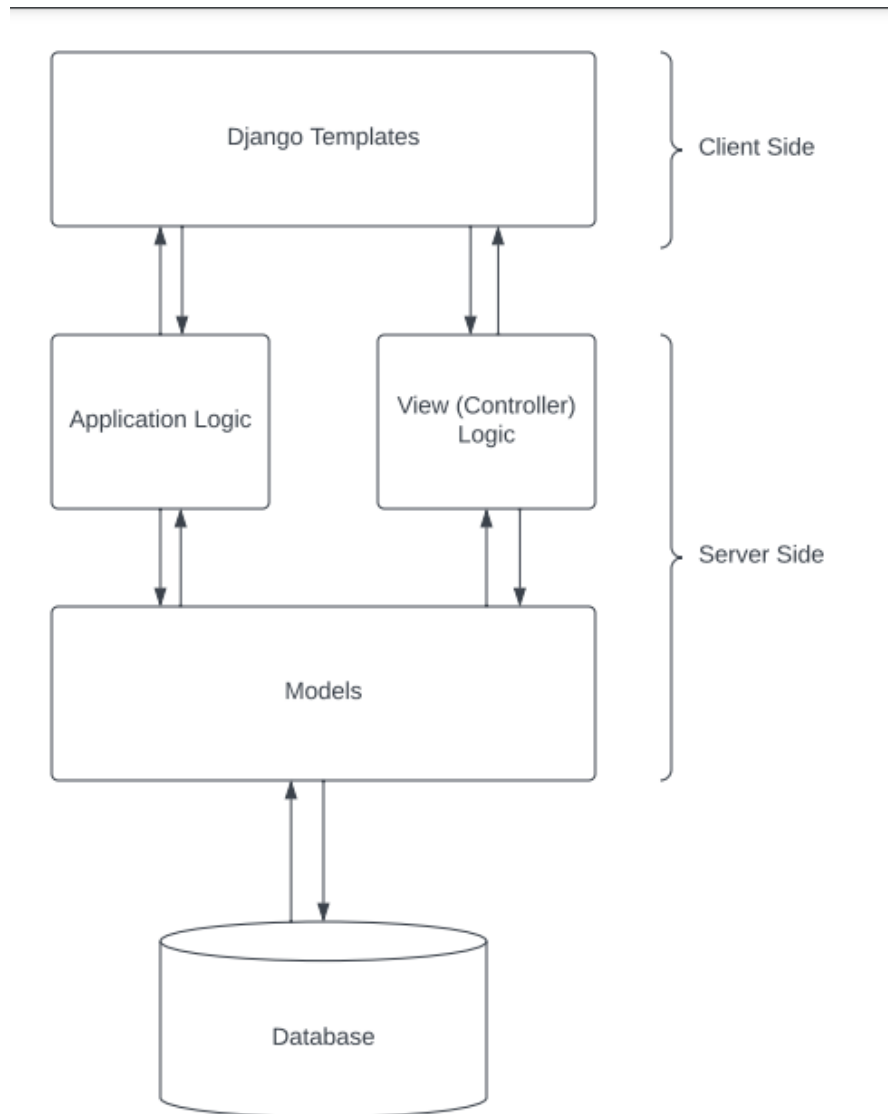 Django Templates
Client Side
Application Logic
View (Controller)
Logic
Server Side
Models
Database